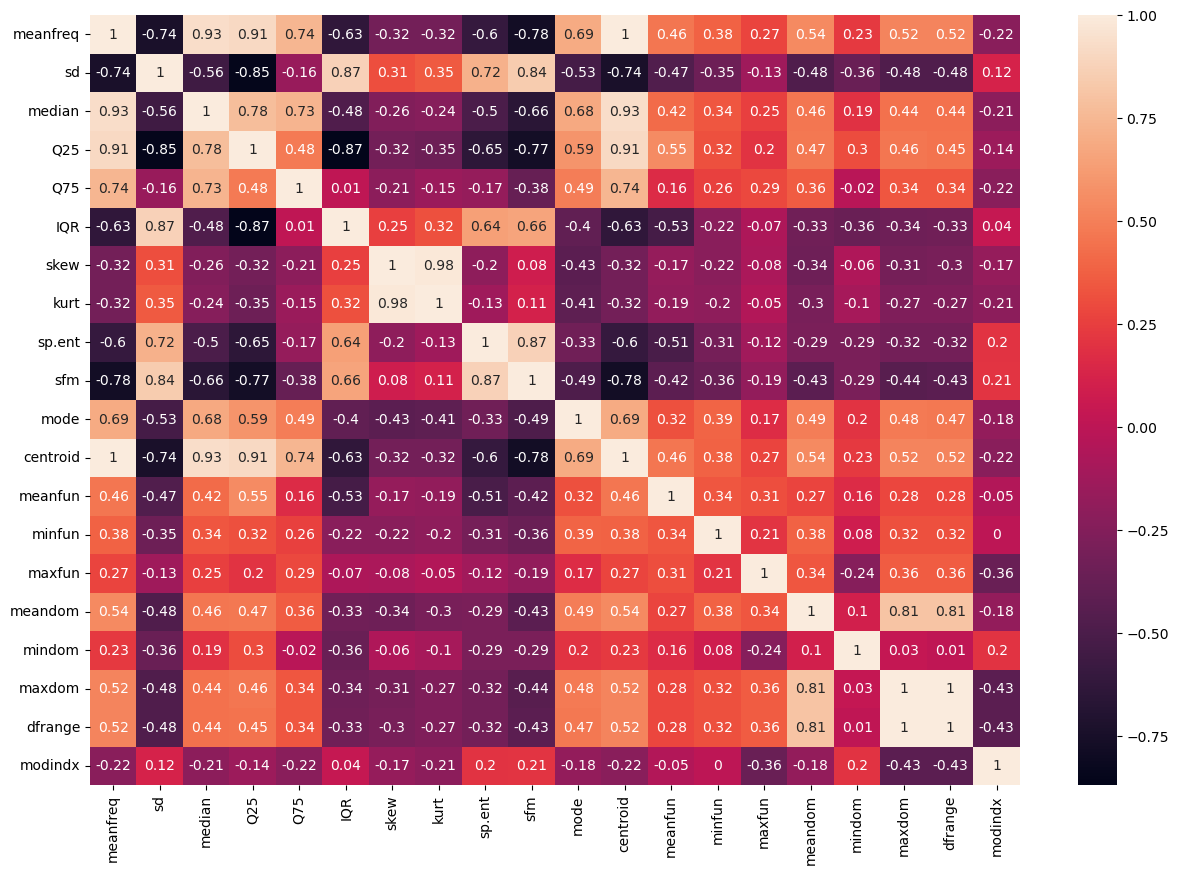 meanfreq 1 -0.74 0.93 0.91 0.74 -0.63 -0.32 -0.32 -0.6 -0.78 0.69 1 0.46 0.38 0.27 0.54 0.23 0.52 0.52 -0.22
sd -0.74 1 -0.56 -0.85 -0.16 0.87 0.31 0.35 0.72 0.84 -0.53 -0.74 -0.47 -0.35 -0.13 -0.48 -0.36 -0.48 -0.48 0.12
median 0.93 -0.56 1 0.78 0.73 -0.48 -0.26 -0.24 -0.5 -0.66 0.68 0.93 0.42 0.34 0.25 0.46 0.19 0.44 0.44 -0.21
Q25 0.91 -0.85 0.78 1 0.48 -0.87 -0.32 -0.35 -0.65 -0.77 0.59 0.91 0.55 0.32 0.2 0.47 0.3 0.46 0.45 -0.14
Q75 0.74 -0.16 0.73 0.48 1 0.01 -0.21 -0.15 -0.17 -0.38 0.49 0.74 0.16 0.26 0.29 0.36 -0.02 0.34 0.34 -0.22
IQR -0.63 0.87 -0.48 -0.87 0.01 1 0.25 0.32 0.64 0.66 -0.4 -0.63 -0.53 -0.22 -0.07 -0.33 -0.36 -0.34 -0.33 0.04
skew -0.32 0.31 -0.26 -0.32 -0.21 0.25 1 0.98 -0.2 0.08 -0.43 -0.32 -0.17 -0.22 -0.08 -0.34 -0.06 -0.31 -0.3 -0.17
kurt -0.32 0.35 -0.24 -0.35 -0.15 0.32 0.98 1 -0.13 0.11 -0.41 -0.32 -0.19 -0.2 -0.05 -0.3 -0.1 -0.27 -0.27 -0.21
sp.ent -0.6 0.72 -0.5 -0.65 -0.17 0.64 -0.2 -0.13 1 0.87 -0.33 -0.6 -0.51 -0.31 -0.12 -0.29 -0.29 -0.32 -0.32 0.2
sfm -0.78 0.84 -0.66 -0.77 -0.38 0.66 0.08 0.11 0.87 1 -0.49 -0.78 -0.42 -0.36 -0.19 -0.43 -0.29 -0.44 -0.43 0.21
mode 0.69 -0.53 0.68 0.59 0.49 -0.4 -0.43 -0.41 -0.33 -0.49 1 0.69 0.32 0.39 0.17 0.49 0.2 0.48 0.47 -0.18
centroid 1 -0.74 0.93 0.91 0.74 -0.63 -0.32 -0.32 -0.6 -0.78 0.69 1 0.46 0.38 0.27 0.54 0.23 0.52 0.52 -0.22
meanfun 0.46 -0.47 0.42 0.55 0.16 -0.53 -0.17 -0.19 -0.51 -0.42 0.32 0.46 1 0.34 0.31 0.27 0.16 0.28 0.28 -0.05
minfun 0.38 -0.35 0.34 0.32 0.26 -0.22 -0.22 -0.2 -0.31 -0.36 0.39 0.38 0.34 1 0.21 0.38 0.08 0.32 0.32 0
maxfun 0.27 -0.13 0.25 0.2 0.29 -0.07 -0.08 -0.05 -0.12 -0.19 0.17 0.27 0.31 0.21 1 0.34 -0.24 0.36 0.36 -0.36
meandom 0.54 -0.48 0.46 0.47 0.36 -0.33 -0.34 -0.3 -0.29 -0.43 0.49 0.54 0.27 0.38 0.34 1 0.1 0.81 0.81 -0.18
mindom 0.23 -0.36 0.19 0.3 -0.02 -0.36 -0.06 -0.1 -0.29 -0.29 0.2 0.23 0.16 0.08 -0.24 0.1 1 0.03 0.01 0.2
maxdom 0.52 -0.48 0.44 0.46 0.34 -0.34 -0.31 -0.27 -0.32 -0.44 0.48 0.52 0.28 0.32 0.36 0.81 0.03 1 1 -0.43
dfrange 0.52 -0.48 0.44 0.45 0.34 -0.33 -0.3 -0.27 -0.32 -0.43 0.47 0.52 0.28 0.32 0.36 0.81 0.01 1 1 -0.43
modindx -0.22 0.12 -0.21 -0.14 -0.22 0.04 -0.17 -0.21 0.2 0.21 -0.18 -0.22 -0.05 0 -0.36 -0.18 0.2 -0.43 -0.43 1
meanfreq sd median Q25 Q75 IQR skew kurt sp.ent sfm mode centroid meanfun minfun maxfun meandom mindom maxdom dfrange modindx
1.00
0.75
0.50
0.25
0.00
−0.25
−0.50
−0.75